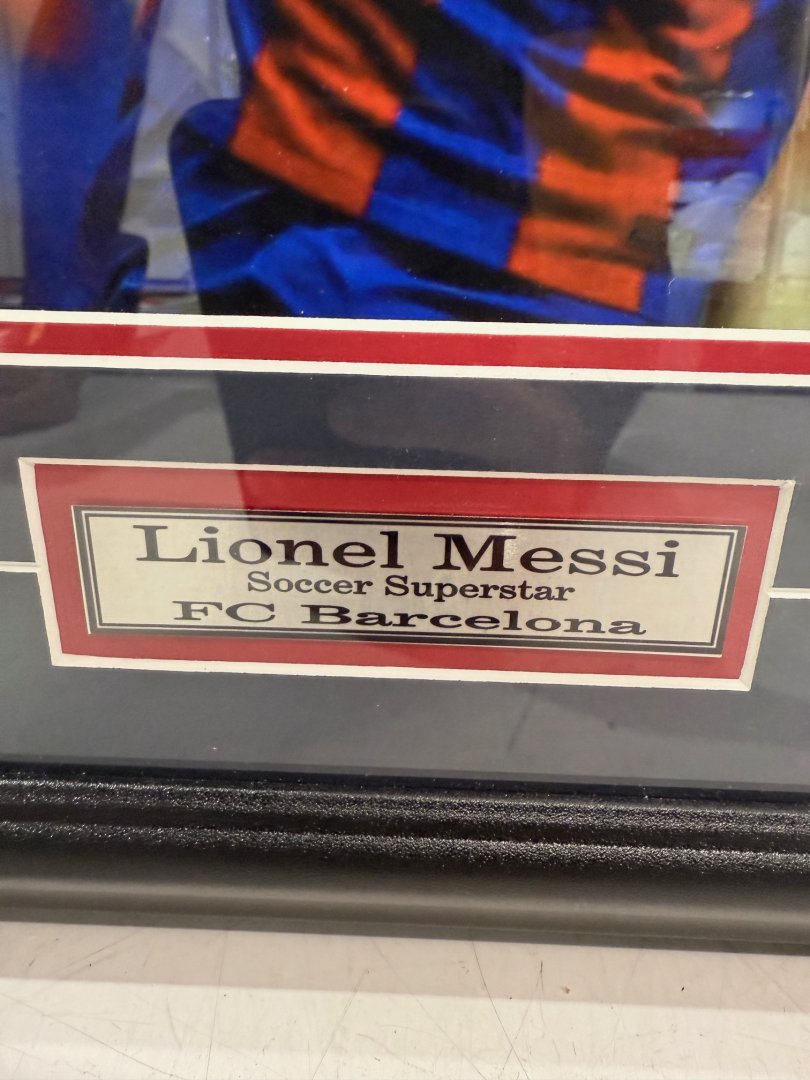 Lionel Messi
Soccer Superstar
FC Barcelona